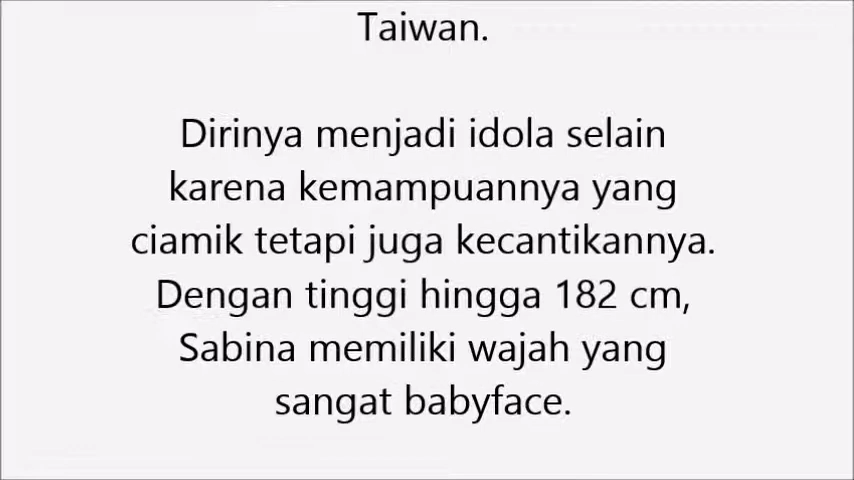 Taiwan.
Dirinya menjadi idola selain
karena kemampuannya yang
ciamik tetapi juga kecantikannya.
Dengan tinggi hingga 182 cm,
Sabina memiliki wajah yang
sangat babyface.